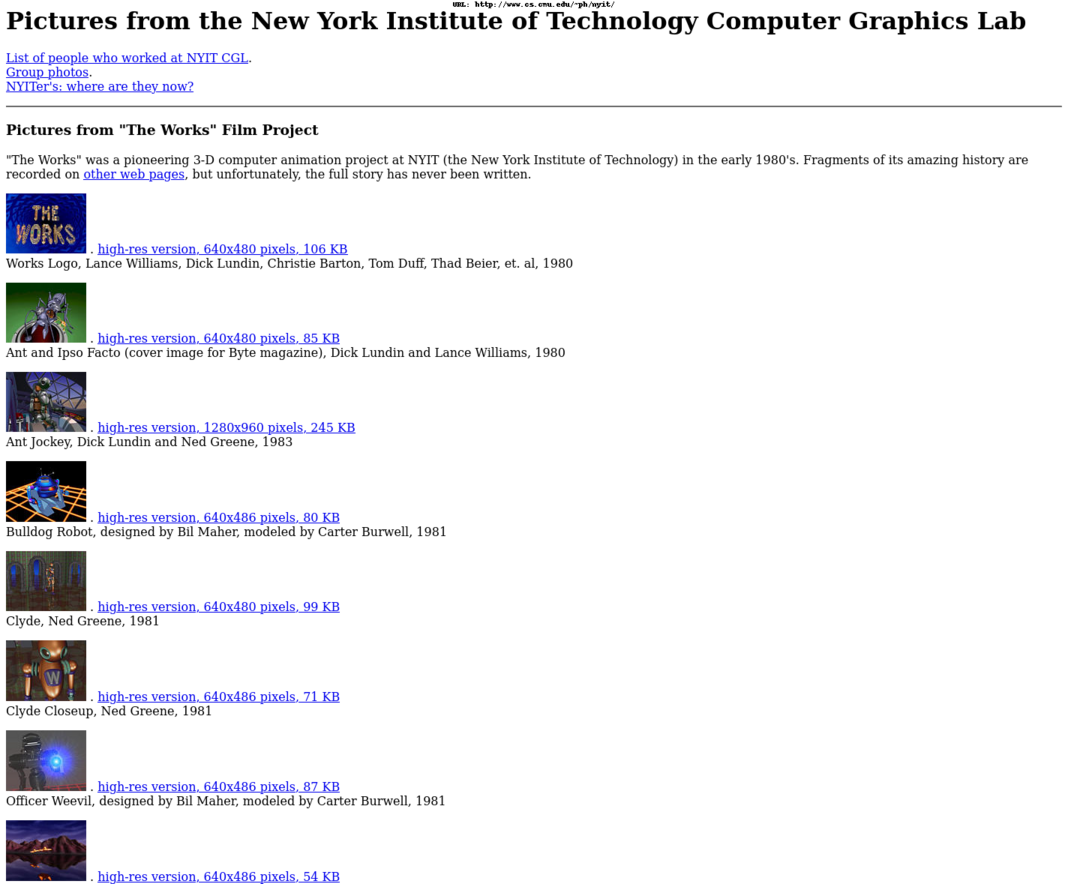 URL: http://www.cs.cmu.edu/~ph/nyit/
Pictures from the New York Institute of Technology Computer Graphics Lab
List of people who worked at NYIT CGL.
Group photos.
NYITer's: where are they now?
Pictures from "The Works" Film Project
"The Works" was a pioneering 3-D computer animation project at NYIT (the New York Institute of Technology) in the early 1980's. Fragments of its amazing history are
recorded on other web pages, but unfortunately, the full story has never been written.
THE
WORKS
. high-res version, 640x480 pixels, 106 KB
Works Logo, Lance Williams, Dick Lundin, Christie Barton, Tom Duff, Thad Beier, et. al, 1980
. high-res version, 640x480 pixels, 85 KB
Ant and Ipso Facto (cover image for Byte magazine), Dick Lundin and Lance Williams, 1980
. high-res version, 1280x960 pixels, 245 KB
Ant Jockey, Dick Lundin and Ned Greene, 1983
. high-res version, 640x486 pixels, 80 KB
Bulldog Robot, designed by Bil Maher, modeled by Carter Burwell, 1981
. high-res version, 640x480 pixels, 99 KB
Clyde, Ned Greene, 1981
W
. high-res version, 640x486 pixels, 71 KB
Clyde Closeup, Ned Greene, 1981
. high-res version, 640x486 pixels, 87 KB
Officer Weevil, designed by Bil Maher, modeled by Carter Burwell, 1981
. high-res version, 640x486 pixels, 54 KB